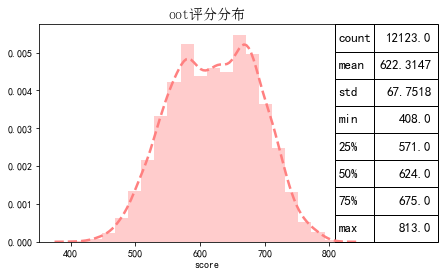 oot评分分布
0.005
0.004
0.003
0.002
0.001
0.000
400 500 600 700 800
score
count 12123.0
mean 622.3147
std 67.7518
min 408.0
25% 571.0
50% 624.0
75% 675.0
max 813.0